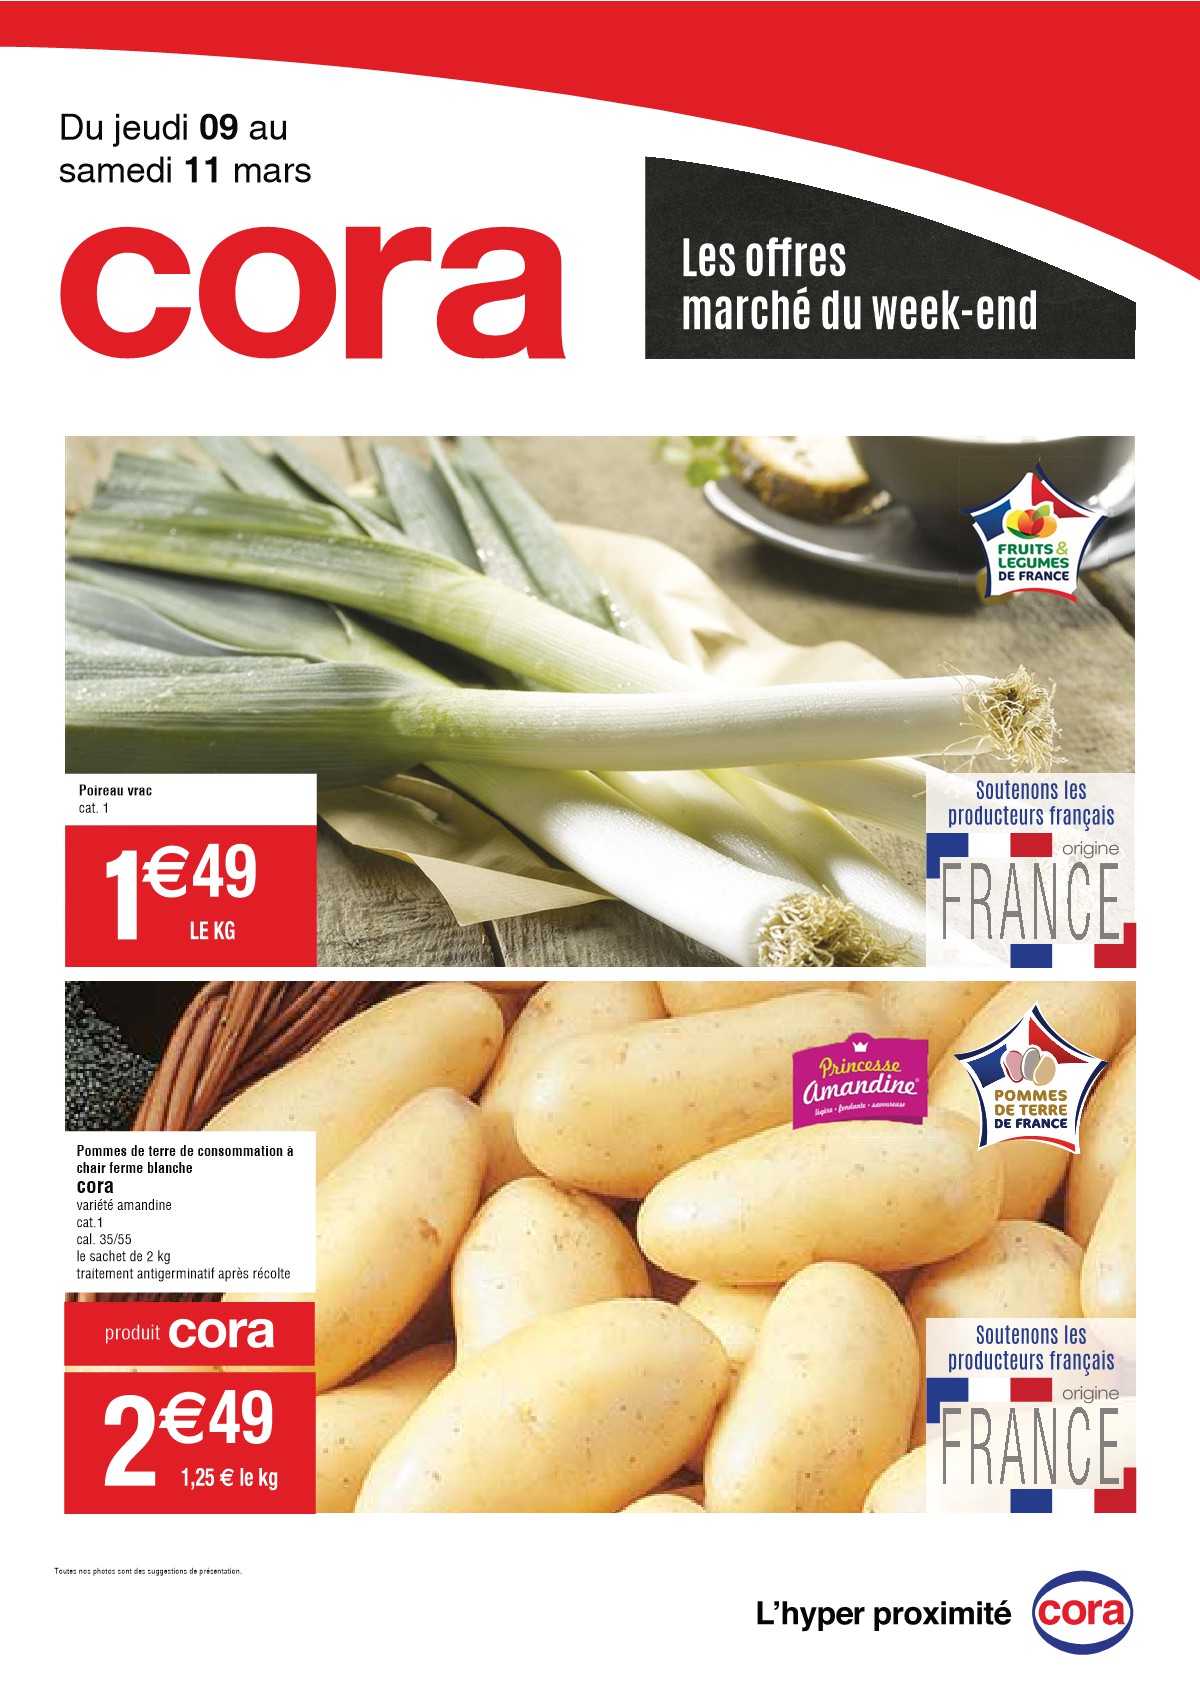 Du jeudi 09 au
samedi 11 mars
cora
Les offres
marché du week-end
FRUITS &
LEGUMES
DE FRANCE
Poireau vrac
cat. 1
1€49
LE KG
Soutenons les
producteurs français
origine
FRANCE
Princesse
Amandine®
légère • fondante • savoureuse
POMMES
DE TERRE
DE FRANCE
Pommes de terre de consommation à
chair ferme blanche
cora
variété amandine
cat.1
cal. 35/55
le sachet de 2 kg
traitement antigerminatif après récolte
produit cora
2€49
1,25 € le kg
Soutenons les
producteurs français
origine
FRANCE
Toutes nos photos sont des suggestions de présentation.
L'hyper proximité cora